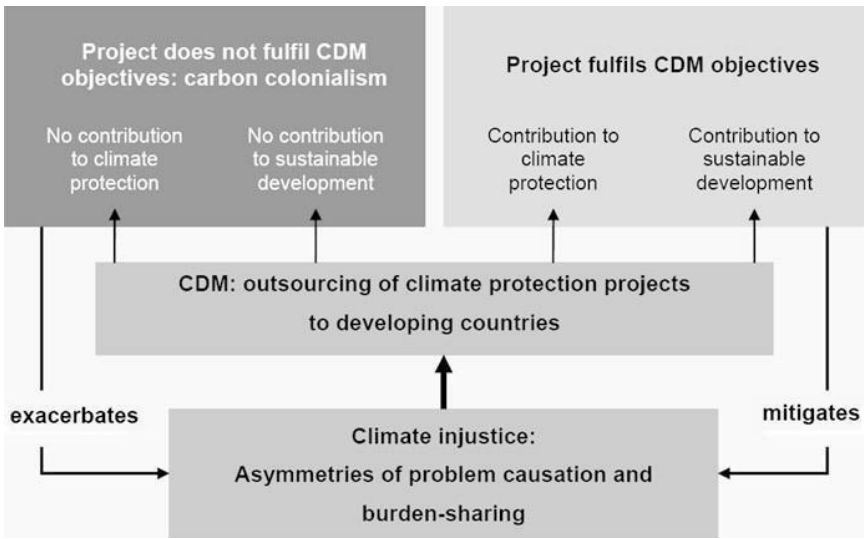 Project does not fulfil CDM
objectives: carbon colonialism
No contribution
to climate
protection
No contribution
to sustainable
development
Project fulfils CDM objectives
Contribution to
climate
protection
Contribution to
sustainable
development
CDM: outsourcing of climate protection projects
to developing countries
exacerbates
mitigates
Climate injustice:
Asymmetries of problem causation and
burden-sharing